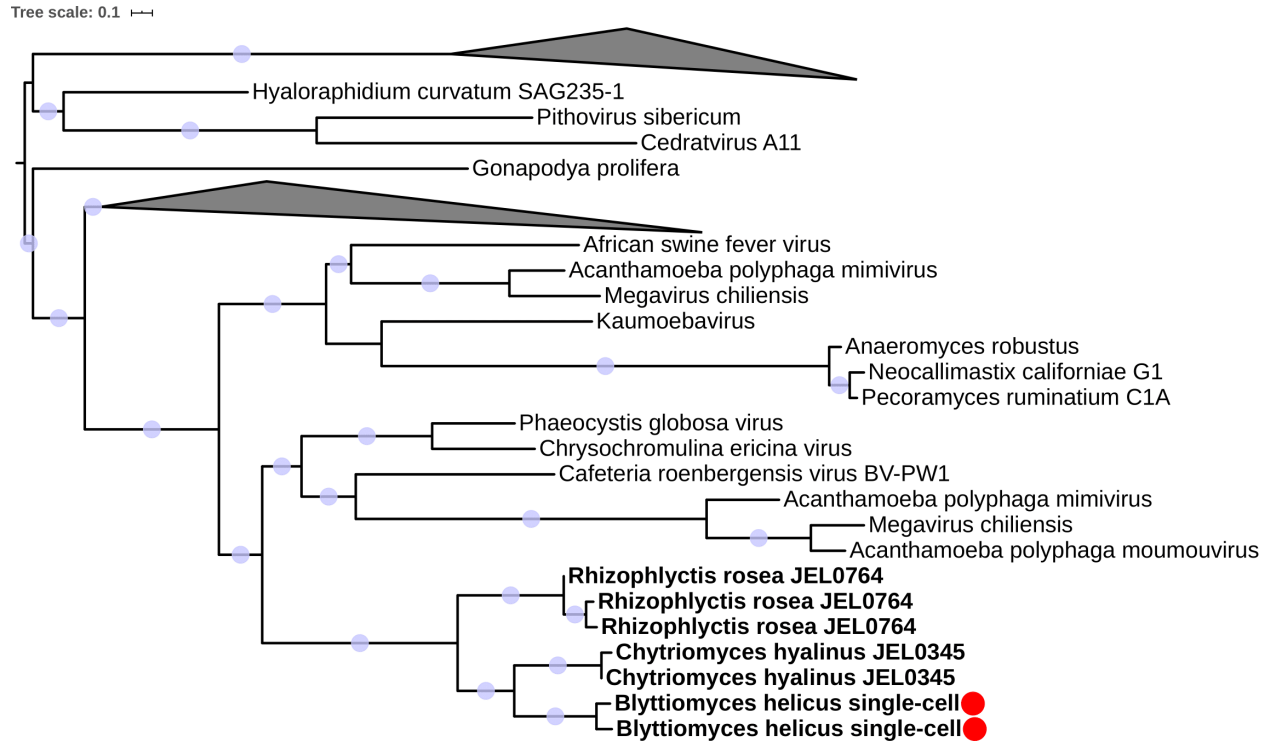 Tree scale: 0.1
Hyaloraphidium curvatum SAG235-1
Pithovirus sibericum
Cedratvirus A11
Gonapodya prolifera
African swine fever virus
Acanthamoeba polyphaga mimivirus
Megavirus chiliensis
Kaumoebavirus
Anaeromyces robustus
Neocallimastix californiae G1
Pecoramyces ruminatium C1A
Phaeocystis globosa virus
Chrysochromulina ericina virus
Cafeteria roenbergensis virus BV-PW1
Acanthamoeba polyphaga mimivirus
Megavirus chiliensis
Acanthamoeba polyphaga moumouvirus
Rhizophlyctis rosea JEL0764
Rhizophlyctis rosea JEL0764
Rhizophlyctis rosea JEL0764
Chytriomyces hyalinus JEL0345
Chytriomyces hyalinus JEL0345
Blyttiomyces helicus single-cell
Blyttiomyces helicus single-cell